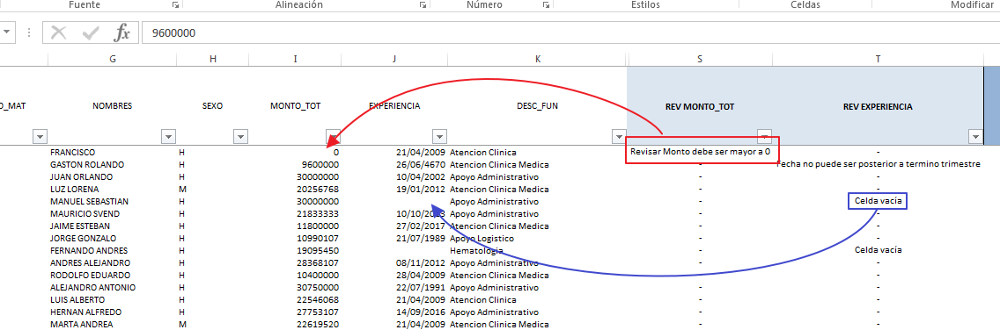 Fuente Alineación Número Estilos Celdas Modificar
fx 9600000
G H I J K S T
O_MAT NOMBRES SEXO MONTO_TOT EXPERIENCIA DESC_FUN REV MONTO_TOT REV EXPERIENCIA
FRANCISCO H 0 21/04/2009 Atencion Clinica Revisar Monto debe ser mayor a 0 -
GASTON ROLANDO H 9600000 26/06/4670 Atencion Clinica Medica - Fecha no puede ser posterior a termino trimestre
JUAN ORLANDO H 30000000 10/04/2002 Apoyo Administrativo - -
LUZ LORENA M 20256768 19/01/2012 Atencion Clinica Medica - -
MANUEL SEBASTIAN H 30000000 Apoyo Administrativo - Celda vacía
MAURICIO SVEND H 21833333 10/10/2013 Apoyo Administrativo - -
JAIME ESTEBAN H 11800000 27/02/2017 Atencion Clinica Medica - -
JORGE GONZALO H 10990107 21/07/1989 Apoyo Logistico - -
FERNANDO ANDRES H 19095450 Hematologia - Celda vacía
ANDRES ALEJANDRO H 28368107 08/11/2012 Apoyo Administrativo - -
RODOLFO EDUARDO H 10400000 28/04/2009 Atencion Clinica Medica - -
ALEJANDRO ANTONIO H 30750000 22/07/1991 Apoyo Administrativo - -
LUIS ALBERTO H 22546068 21/04/2009 Atencion Clinica - -
HERNAN ALFREDO H 27753107 14/09/2016 Apoyo Administrativo - -
MARTA ANDREA M 22619520 21/04/2009 Atencion Clinica Medica - -